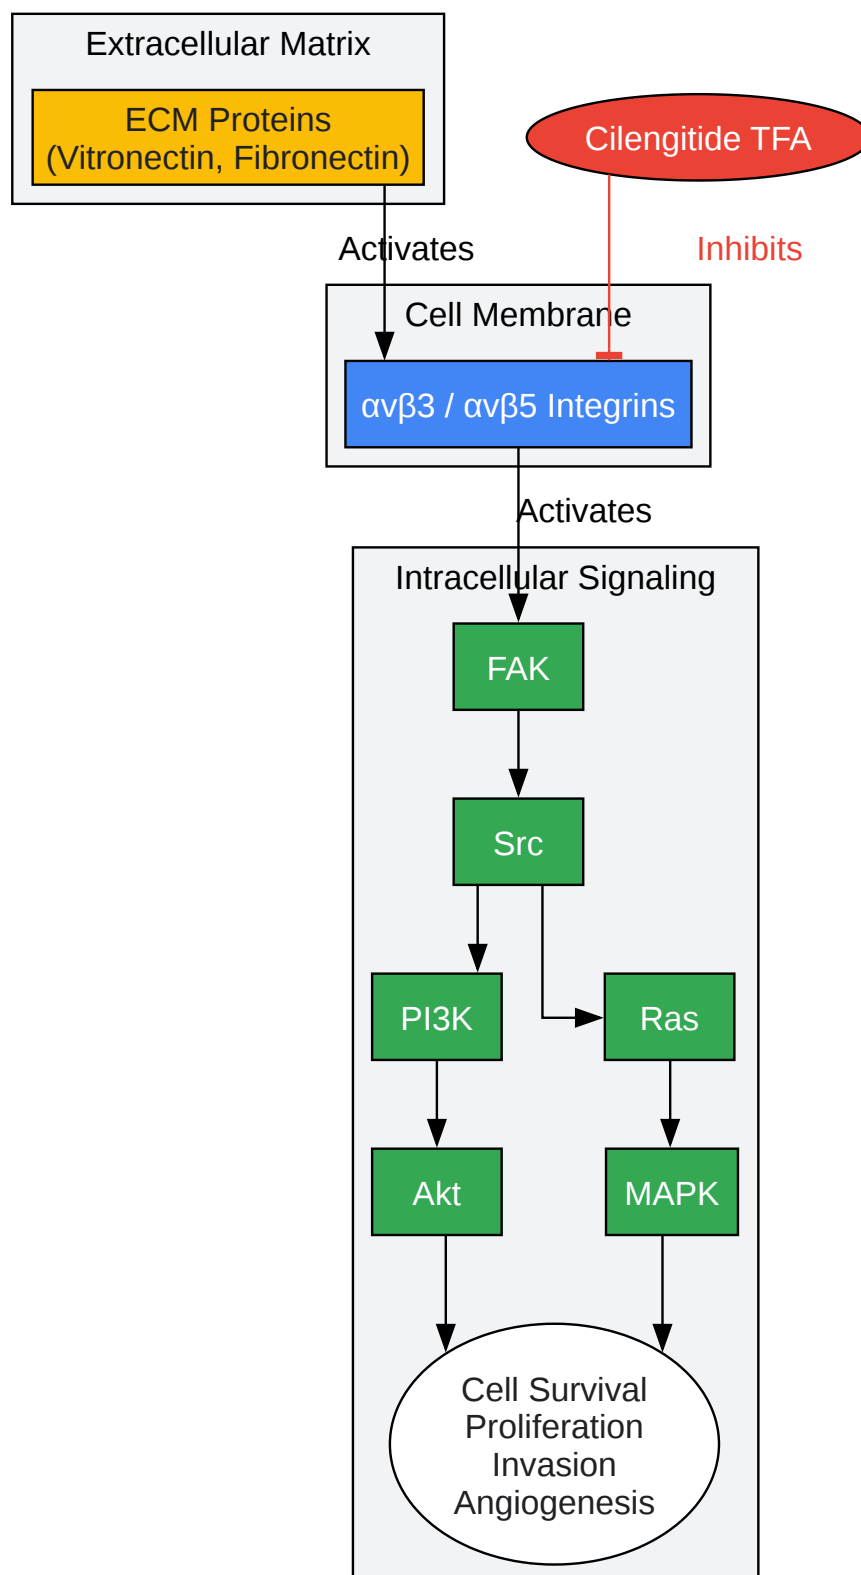 Extracellular Matrix
ECM Proteins
(Vitronectin, Fibronectin)
Cilengitide TFA
Activates
Inhibits
Cell Membrane
αvβ3 / αvβ5 Integrins
Activates
Intracellular Signaling
FAK
Src
PI3K
Ras
Akt
MAPK
Cell Survival
Proliferation
Invasion
Angiogenesis